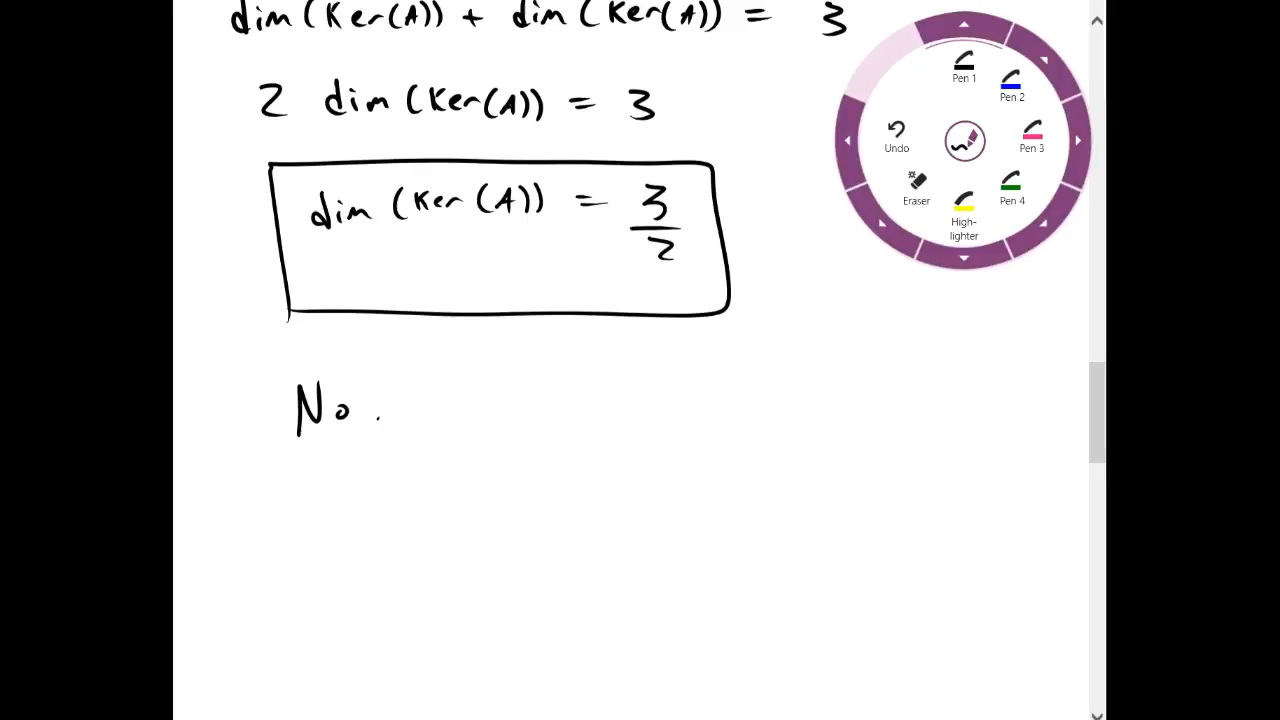 dim(Ker(A)) + dim(Ker(A)) = 3
2 dim(Ker(A)) = 3
dim(Ker(A)) = 3/2
No.
Pen 1
Pen 2
Undo
Pen 3
Eraser
Pen 4
High-
lighter